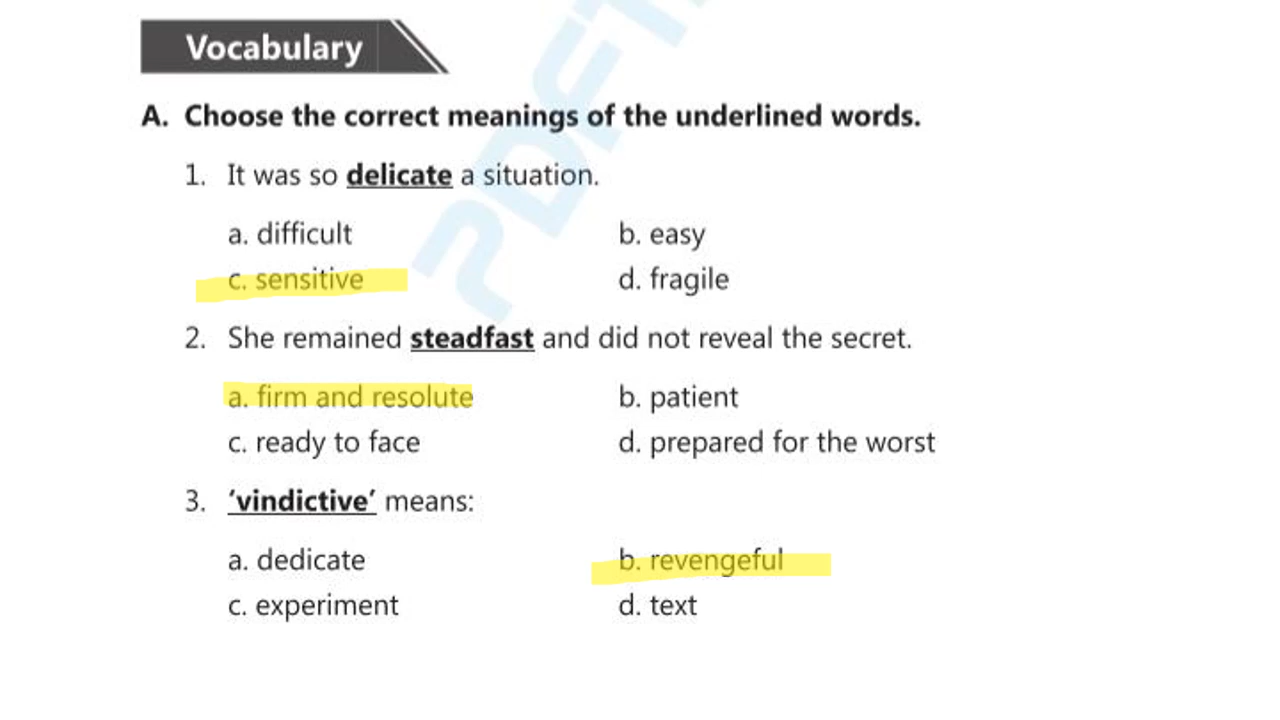 Vocabulary
A. Choose the correct meanings of the underlined words.
1. It was so delicate a situation.
a. difficult b. easy
c. sensitive d. fragile
2. She remained steadfast and did not reveal the secret.
a. firm and resolute b. patient
c. ready to face d. prepared for the worst
3. ‘vindictive’ means:
a. dedicate b. revengeful
c. experiment d. text